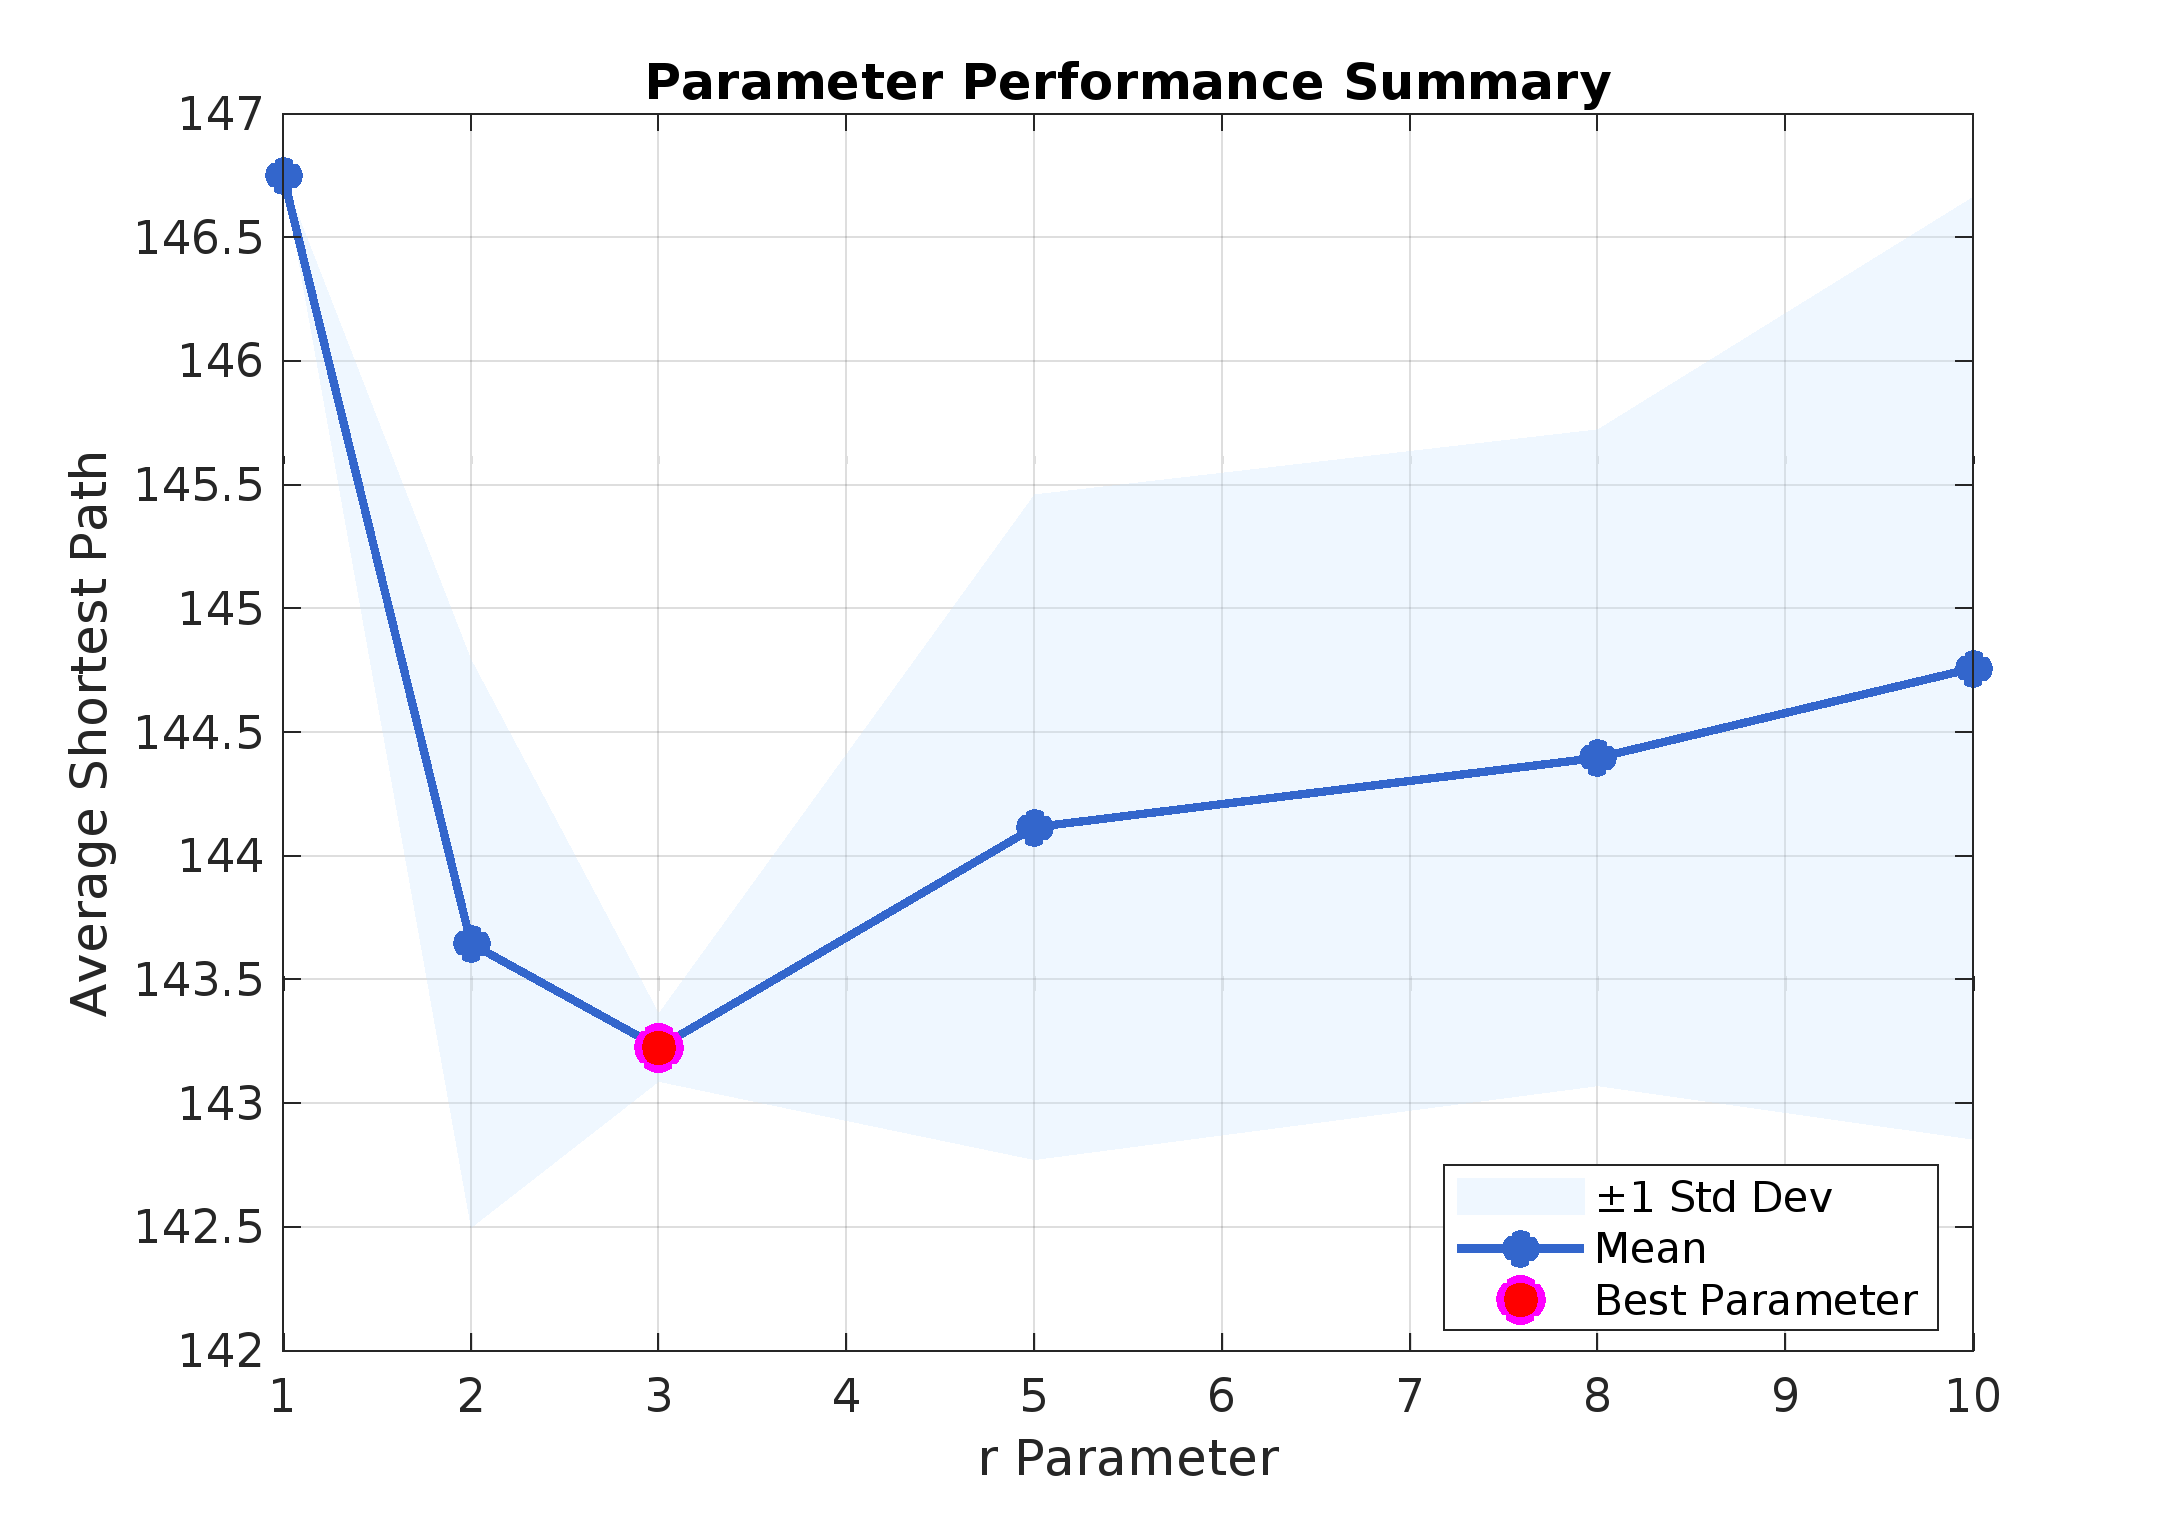 Parameter Performance Summary
147
146.5
146
145.5
145
144.5
144
143.5
143
142.5
142
Average Shortest Path
±1 Std Dev
Mean
Best Parameter
1 2 3 4 5 6 7 8 9 10
r Parameter